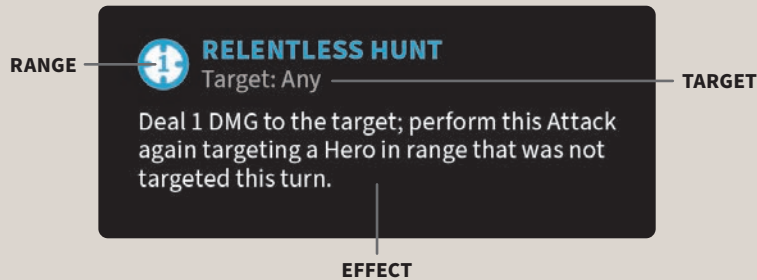 RELENTLESS HUNT
RANGE
1
Target: Any
TARGET
Deal 1 DMG to the target; perform this Attack
again targeting a Hero in range that was not
targeted this turn.
EFFECT